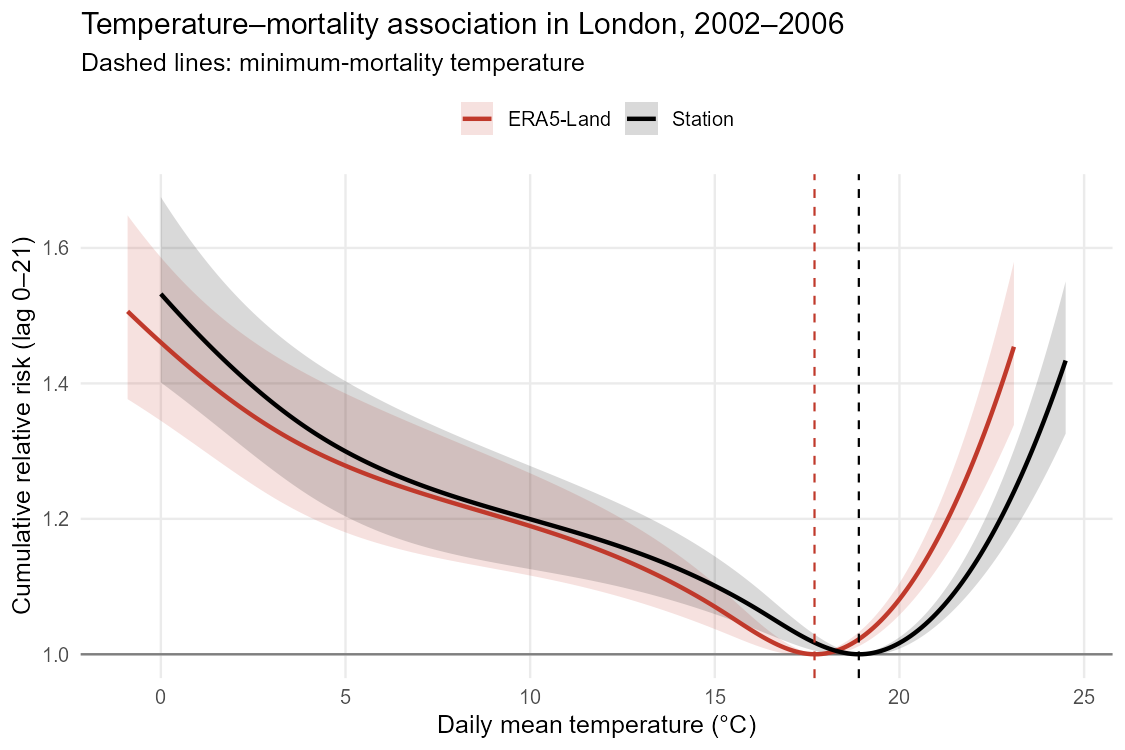 Temperature–mortality association in London, 2002–2006
Dashed lines: minimum-mortality temperature
ERA5-Land Station
Cumulative relative risk (lag 0–21)
1.6
1.4
1.2
1.0
0 5 10 15 20 25
Daily mean temperature (°C)